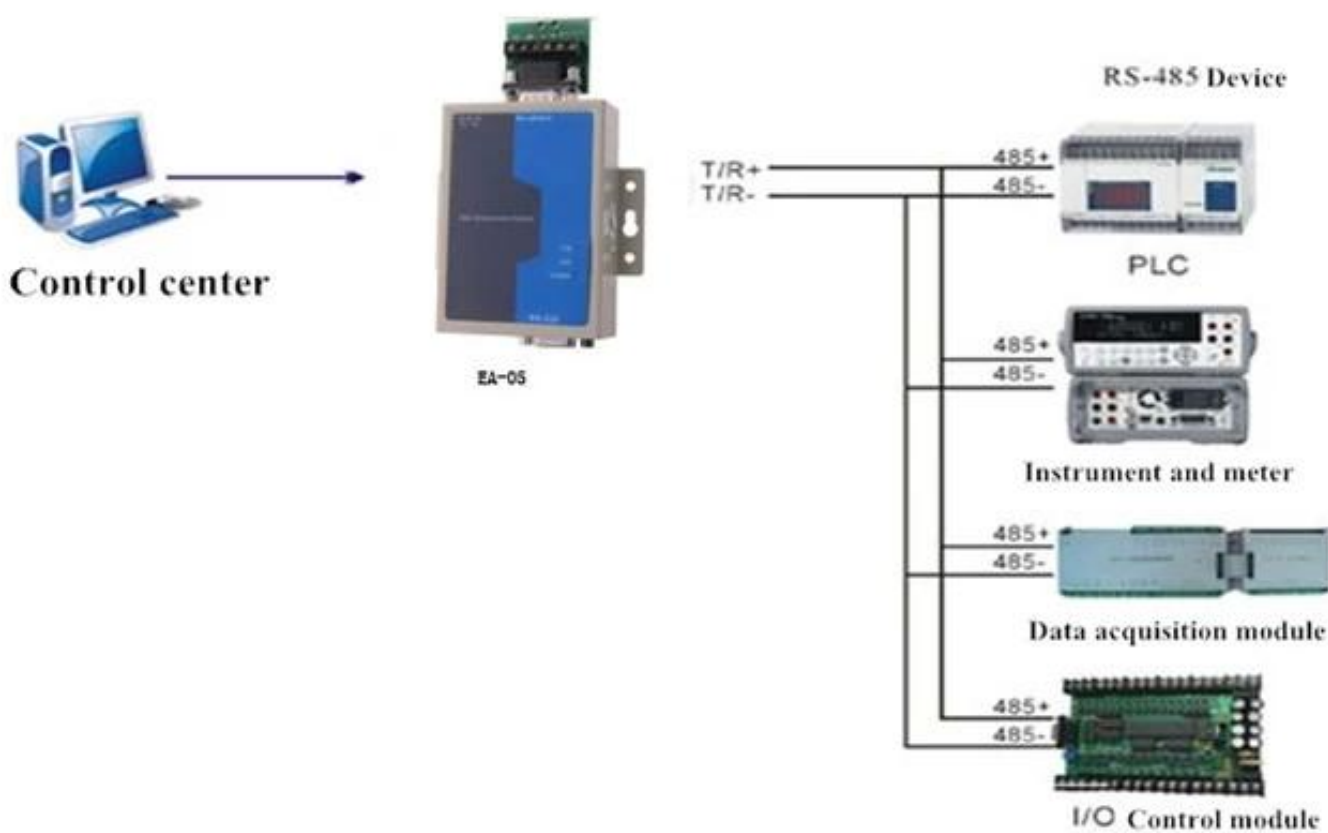 RS-485 Device
T/R+
T/R-
485+
485-
PLC
Control center
EA-05
485+
485-
Instrument and meter
485+
485-
Data acquisition module
485+
485-
I/O Control module